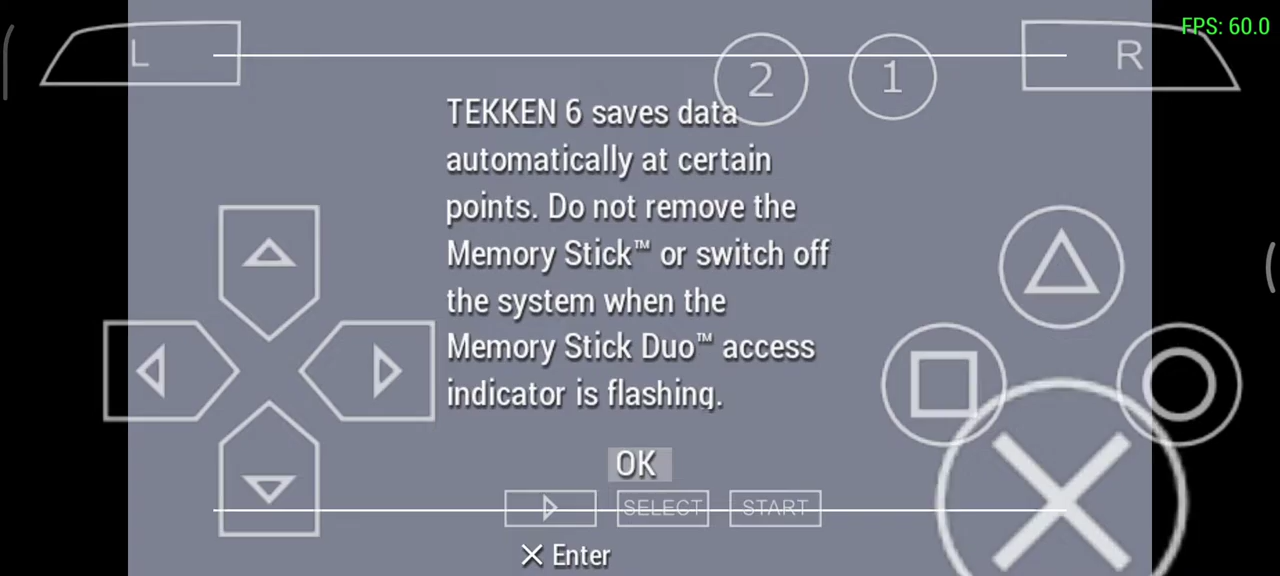 FPS: 60.0
L
R
2
1
TEKKEN 6 saves data
automatically at certain
points. Do not remove the
Memory Stick™ or switch off
the system when the
Memory Stick Duo™ access
indicator is flashing.
OK
SELECT
START
X Enter